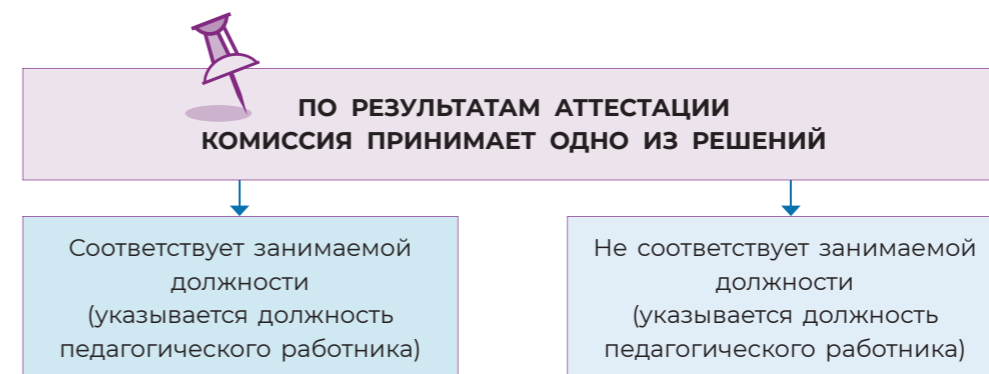 ПО РЕЗУЛЬТАТАМ АТТЕСТАЦИИ
КОМИССИЯ ПРИНИМАЕТ ОДНО ИЗ РЕШЕНИЙ
Соответствует занимаемой
должности
(указывается должность
педагогического работника)
Не соответствует занимаемой
должности
(указывается должность
педагогического работника)